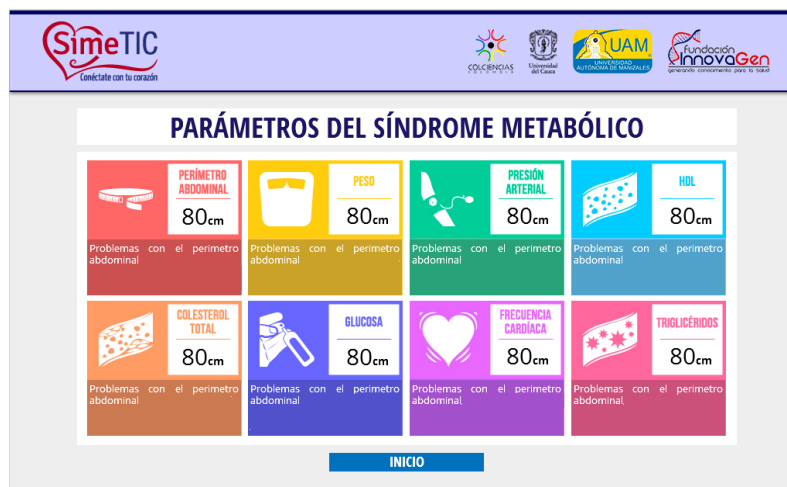 SimeTIC
Conéctate con tu corazón
COLCIENCIAS
COLOMBIA
Universidad
del Cauca
UAM
UNIVERSIDAD
AUTÓNOMA DE MANIZALES
Fundación
InnovaGen
generando conocimiento para la salud
PARÁMETROS DEL SÍNDROME METABÓLICO
PERÍMETRO
ABDOMINAL
80cm
Problemas con el perimetro
abdominal
PESO
80cm
Problemas con el perimetro
abdominal
PRESIÓN
ARTERIAL
80cm
Problemas con el perimetro
abdominal
HDL
80cm
Problemas con el perimetro
abdominal
COLESTEROL
TOTAL
80cm
Problemas con el perimetro
abdominal
GLUCOSA
80cm
Problemas con el perimetro
abdominal
FRECUENCIA
CARDÍACA
80cm
Problemas con el perimetro
abdominal
TRIGLICÉRIDOS
80cm
Problemas con el perimetro
abdominal
INICIO